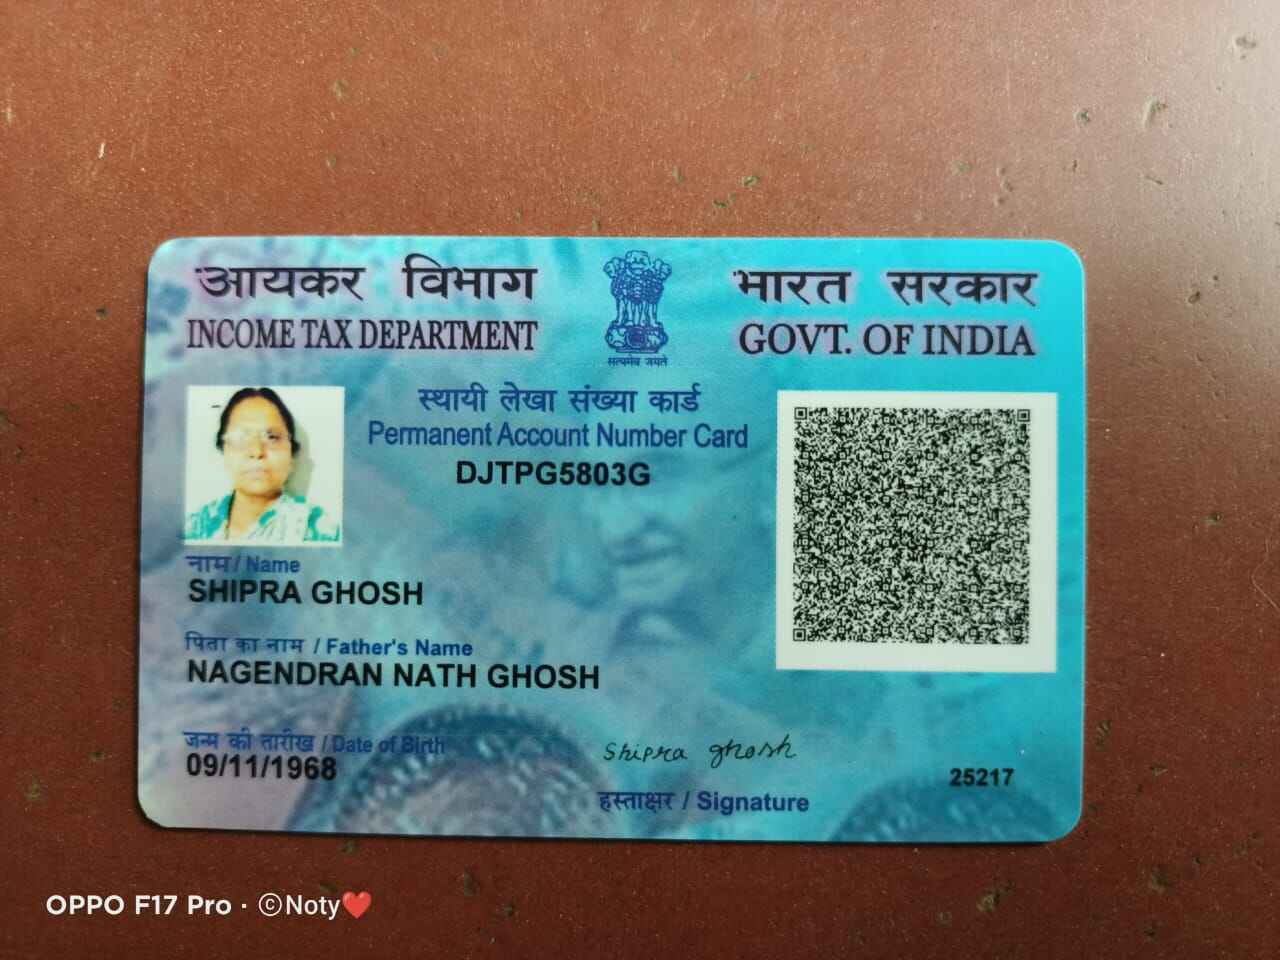 आयकर विभाग
INCOME TAX DEPARTMENT
सत्यमेव जयते
भारत सरकार
GOVT. OF INDIA
स्थायी लेखा संख्या कार्ड
Permanent Account Number Card
DJTPG5803G
नाम / Name
SHIPRA GHOSH
पिता का नाम / Father's Name
NAGENDRAN NATH GHOSH
जन्म की तारीख / Date of Birth
09/11/1968
Shipra ghosh
हस्ताक्षर / Signature
25217
OPPO F17 Pro · ©Noty❤️